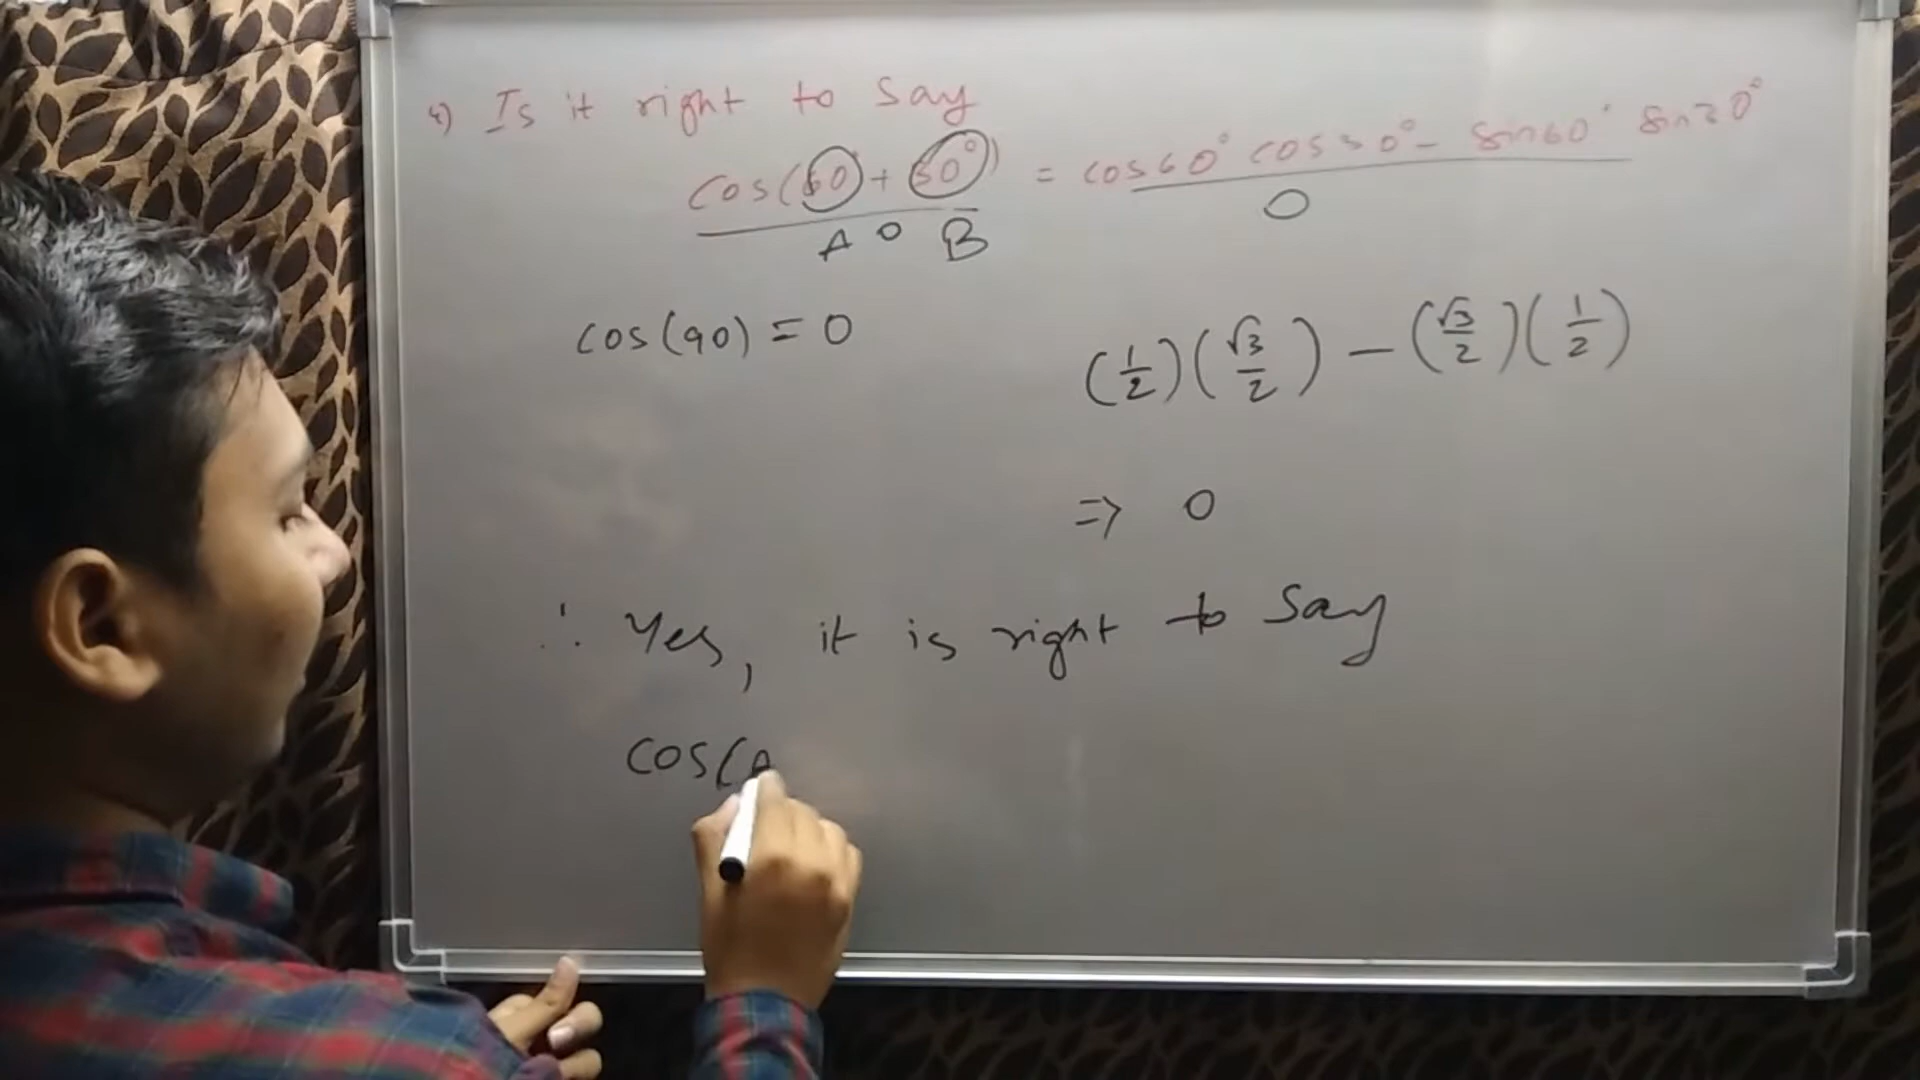 4) Is it right to say
cos(60 + 30°) = cos60° cos30° - sin60° sin30°
A 0 B 0
cos(90) = 0
(1/2)(√3/2) - (√3/2)(1/2)
=> 0
∴ Yes, it is right to say
cos(A